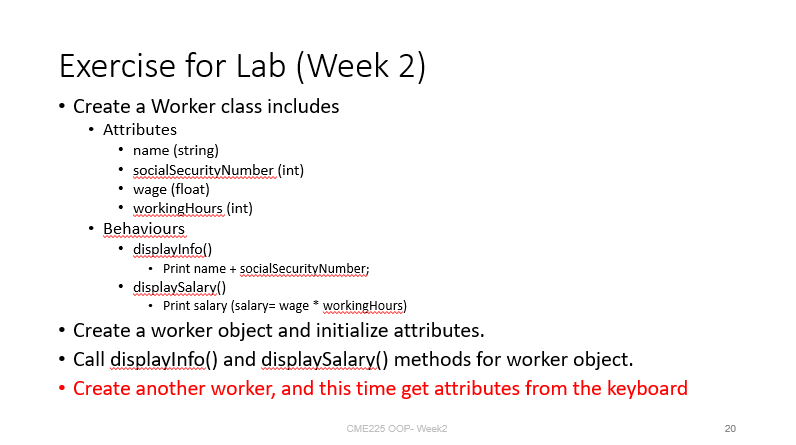 Exercise for Lab (Week 2)
• Create a Worker class includes
• Attributes
• name (string)
• socialSecurityNumber (int)
• wage (float)
• workingHours (int)
• Behaviours
• displayInfo()
• Print name + socialSecurityNumber;
• displaySalary()
• Print salary (salary= wage * workingHours)
• Create a worker object and initialize attributes.
• Call displayInfo() and displaySalary() methods for worker object.
• Create another worker, and this time get attributes from the keyboard
CME225 OOP- Week2
20